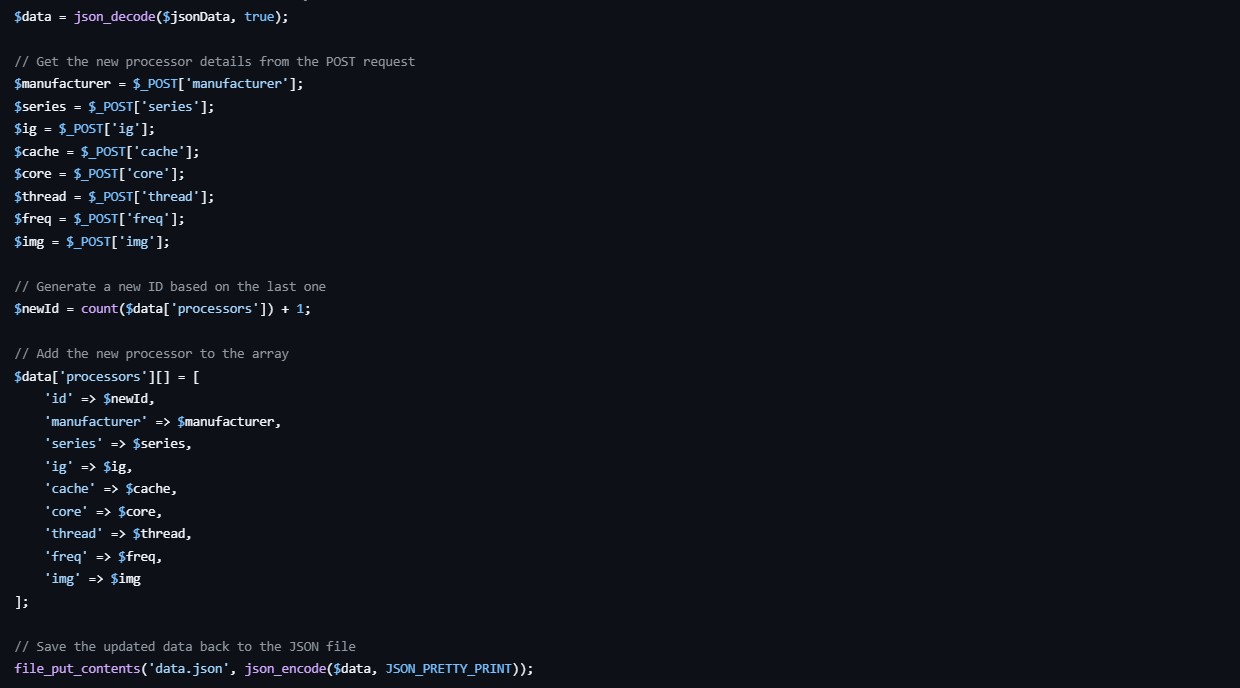 $data = json_decode($jsonData, true);
// Get the new processor details from the POST request
$manufacturer = $_POST['manufacturer'];
$series = $_POST['series'];
$ig = $_POST['ig'];
$cache = $_POST['cache'];
$core = $_POST['core'];
$thread = $_POST['thread'];
$freq = $_POST['freq'];
$img = $_POST['img'];
// Generate a new ID based on the last one
$newId = count($data['processors']) + 1;
// Add the new processor to the array
$data['processors'][] = [
    'id' => $newId,
    'manufacturer' => $manufacturer,
    'series' => $series,
    'ig' => $ig,
    'cache' => $cache,
    'core' => $core,
    'thread' => $thread,
    'freq' => $freq,
    'img' => $img
];
// Save the updated data back to the JSON file
file_put_contents('data.json', json_encode($data, JSON_PRETTY_PRINT));